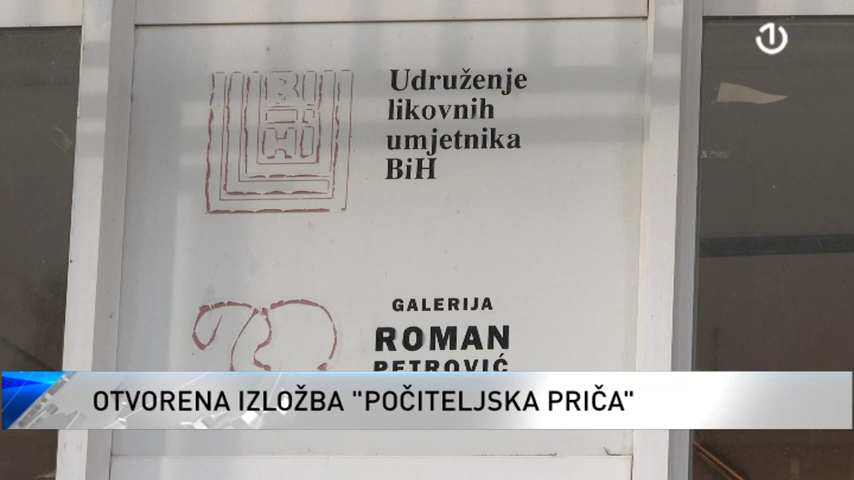 Udruženje
likovnih
umjetnika
BiH
GALERIJA
ROMAN
PETROVIĆ
OTVORENA IZLOŽBA "POČITELJSKA PRIČA"